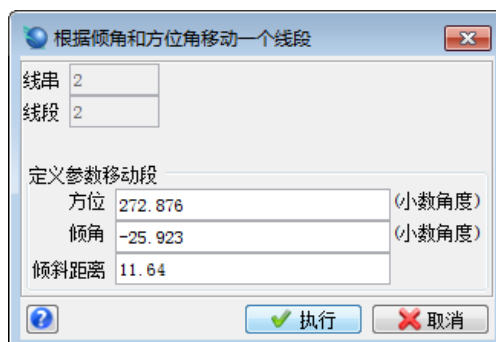 根据倾角和方位角移动一个线段
线串 2
线段 2
定义参数移动段
方位 272.876 (小数角度)
倾角 -25.923 (小数角度)
倾斜距离 11.64
? 执行 取消